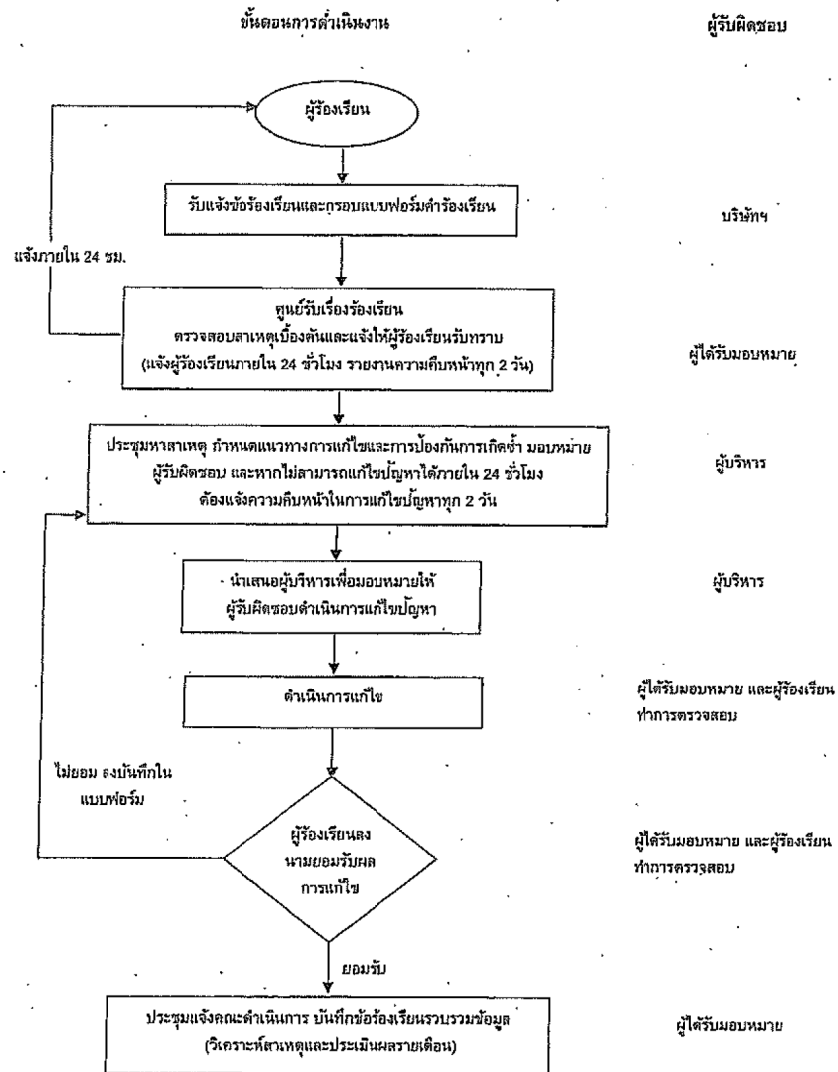 ขั้นตอนการดำเนินงาน
ผู้รับผิดชอบ
ผู้ร้องเรียน
รับแจ้งข้อร้องเรียนและกรอบแบบฟอร์มคำร้องเรียน
บริษัทฯ
แจ้งภายใน 24 ชม.
ศูนย์รับเรื่องร้องเรียน
ตรวจสอบสาเหตุเบื้องต้นและแจ้งให้ผู้ร้องเรียนรับทราบ
(แจ้งผู้ร้องเรียนภายใน 24 ชั่วโมง รายงานความคืบหน้าทุก 2 วัน)
ผู้ได้รับมอบหมาย
ประชุมหาสาเหตุ กำหนดแนวทางการแก้ไขและการป้องกันการเกิดซ้ำ มอบหมาย
ผู้รับผิดชอบ และหากไม่สามารถแก้ไขปัญหาได้ภายใน 24 ชั่วโมง
ต้องแจ้งความคืบหน้าในการแก้ไขปัญหาทุก 2 วัน
ผู้บริหาร
นำเสนอผู้บริหารเพื่อมอบหมายให้
ผู้รับผิดชอบดำเนินการแก้ไขปัญหา
ผู้บริหาร
ดำเนินการแก้ไข
ผู้ได้รับมอบหมาย และผู้ร้องเรียน
ทำการตรวจสอบ
ไม่ยอม ลงบันทึกใน
แบบฟอร์ม
ผู้ร้องเรียนลง
นามยอมรับผล
การแก้ไข
ผู้ได้รับมอบหมาย และผู้ร้องเรียน
ทำการตรวจสอบ
ยอมรับ
ประชุมแจ้งคณะดำเนินการ บันทึกข้อร้องเรียนรวบรวมข้อมูล
(วิเคราะห์สาเหตุและประเมินผลรายเดือน)
ผู้ได้รับมอบหมาย